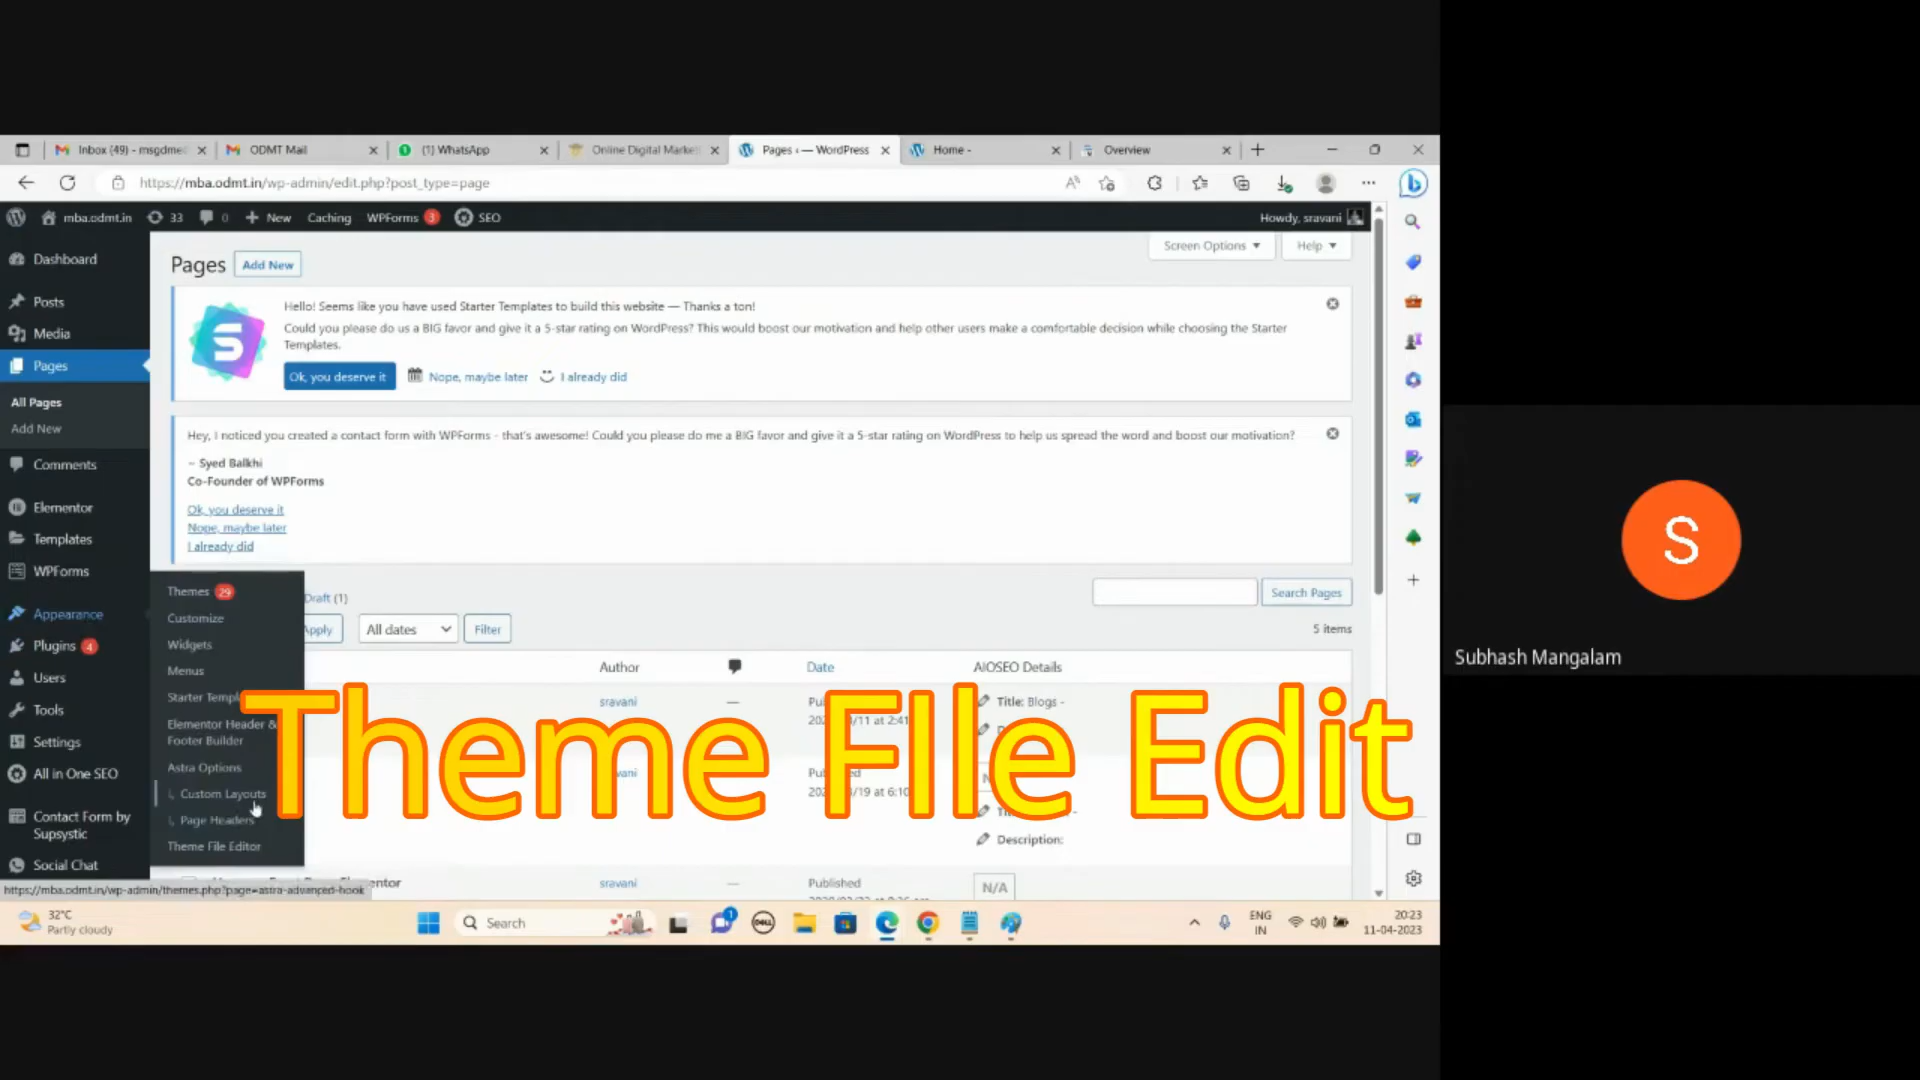 Inbox (49) - msgdme
ODMT Mail
(1) WhatsApp
Online Digital Marke
Pages ‹ — WordPress
Home -
Overview
https://mba.odmt.in/wp-admin/edit.php?post_type=page
mba.odmt.in
33
0
New
Caching
WPForms 3
SEO
Howdy, sravani
Dashboard
Posts
Media
Pages
All Pages
Add New
Comments
Elementor
Templates
WPForms
Appearance
Plugins 4
Users
Tools
Settings
All in One SEO
Contact Form by
Supsystic
Social Chat
Pages
Add New
Screen Options
Help
Hello! Seems like you have used Starter Templates to build this website — Thanks a ton!
Could you please do us a BIG favor and give it a 5-star rating on WordPress? This would boost our motivation and help other users make a comfortable decision while choosing the Starter
Templates.
Ok, you deserve it
Nope, maybe later
I already did
Hey, I noticed you created a contact form with WPForms - that's awesome! Could you please do me a BIG favor and give it a 5-star rating on WordPress to help us spread the word and boost our motivation?
~ Syed Balkhi
Co-Founder of WPForms
Ok, you deserve it
Nope, maybe later
I already did
Themes 29
Customize
Widgets
Menus
Starter Templ
Elementor Header &
Footer Builder
Astra Options
Custom Layouts
Page Headers
Theme File Editor
Draft (1)
Search Pages
Apply
All dates
Filter
5 items
Author
Date
AIOSEO Details
sravani
—
Title: Blogs -
Theme FIle Edit
Description:
sravani
—
Published
N/A
https://mba.odmt.in/wp-admin/themes.php?page=astra-advanced-hook
32°C
Partly cloudy
Search
ENG
IN
20:23
11-04-2023
S
Subhash Mangalam